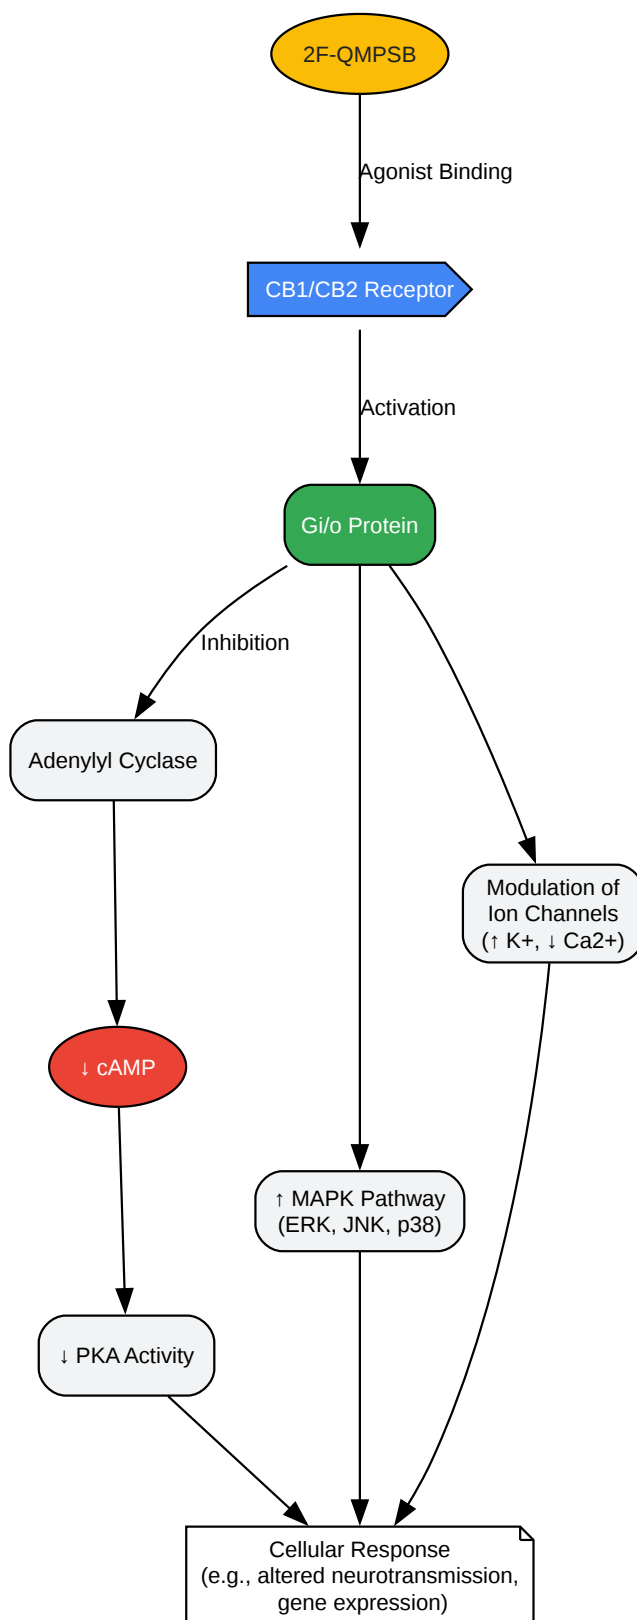 2F-QMPSB
Agonist Binding
CB1/CB2 Receptor
Activation
Gi/o Protein
Inhibition
Adenylyl Cyclase
Modulation of
Ion Channels
(↑ K+, ↓ Ca2+)
↓ cAMP
↑ MAPK Pathway
(ERK, JNK, p38)
↓ PKA Activity
Cellular Response
(e.g., altered neurotransmission,
gene expression)